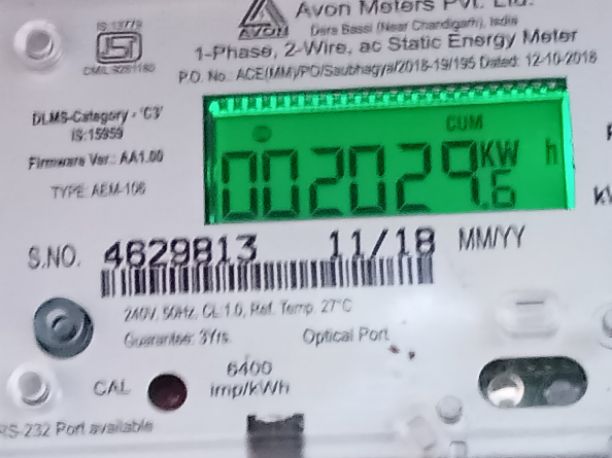 IS:13779
CM/L 9281180
AVON
Avon Meters Pvt. Ltd.
Dera Bassi (Near Chandigarh), India
1-Phase, 2-Wire, ac Static Energy Meter
P.O. No.: ACE(MM)/PO/Saubhagya/2018-19/195 Dated: 12-10-2018
DLMS-Category - 'C3'
IS:15959
Firmware Ver.: AA1.00
TYPE: AEM-106
CUM
002029.6 KW h
S.NO. 4629813 11/18 MM/YY
240V, 50Hz, CL 1.0, Ref. Temp. 27°C
Guarantee: 3Yrs.
Optical Port
CAL
6400
imp/kWh
RS-232 Port available